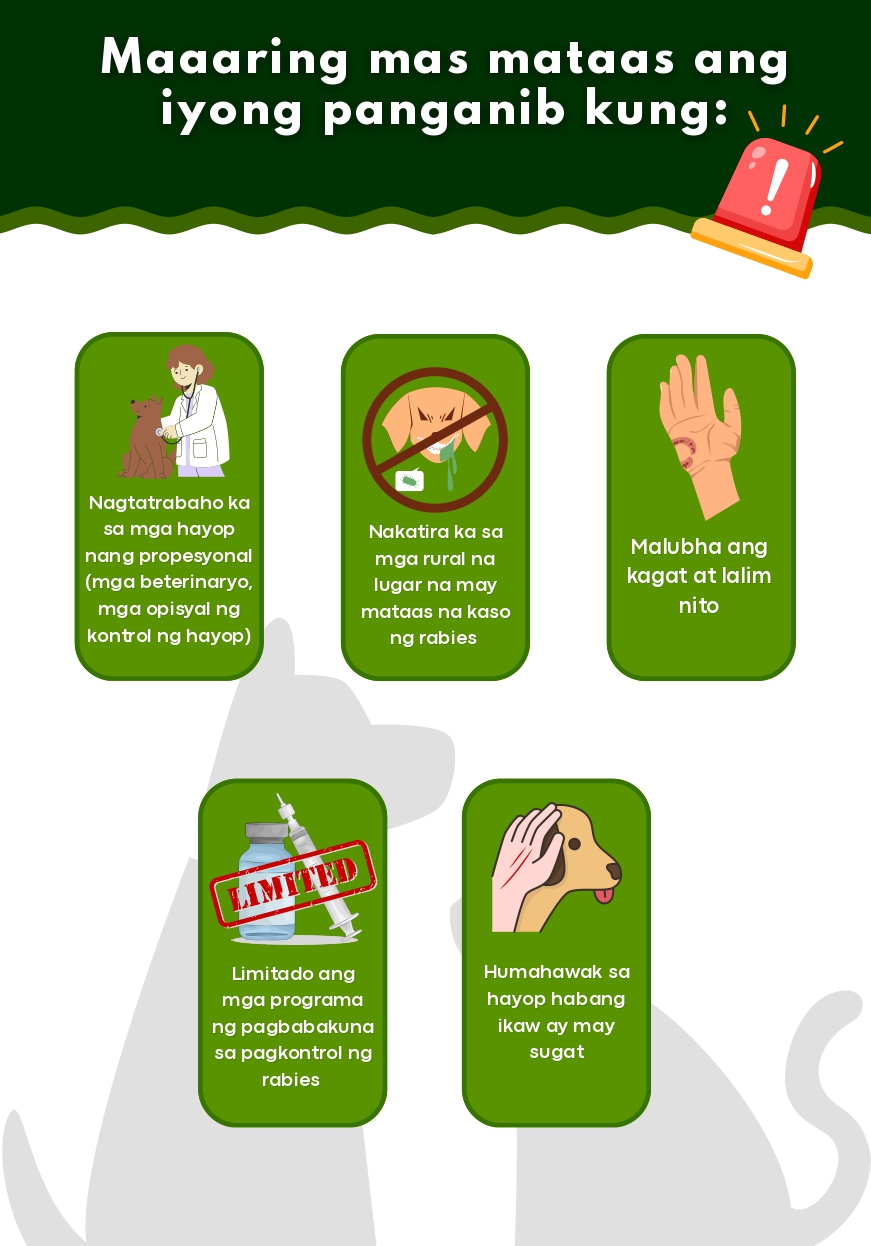 Maaaring mas mataas ang
iyong panganib kung:
Nagtatrabaho ka
sa mga hayop
nang propesyonal
(mga beterinaryo,
mga opisyal ng
kontrol ng hayop)
Nakatira ka sa
mga rural na
lugar na may
mataas na kaso
ng rabies
Malubha ang
kagat at lalim
nito
LIMITED
Limitado ang
mga programa
ng pagbabakuna
sa pagkontrol ng
rabies
Humahawak sa
hayop habang
ikaw ay may
sugat